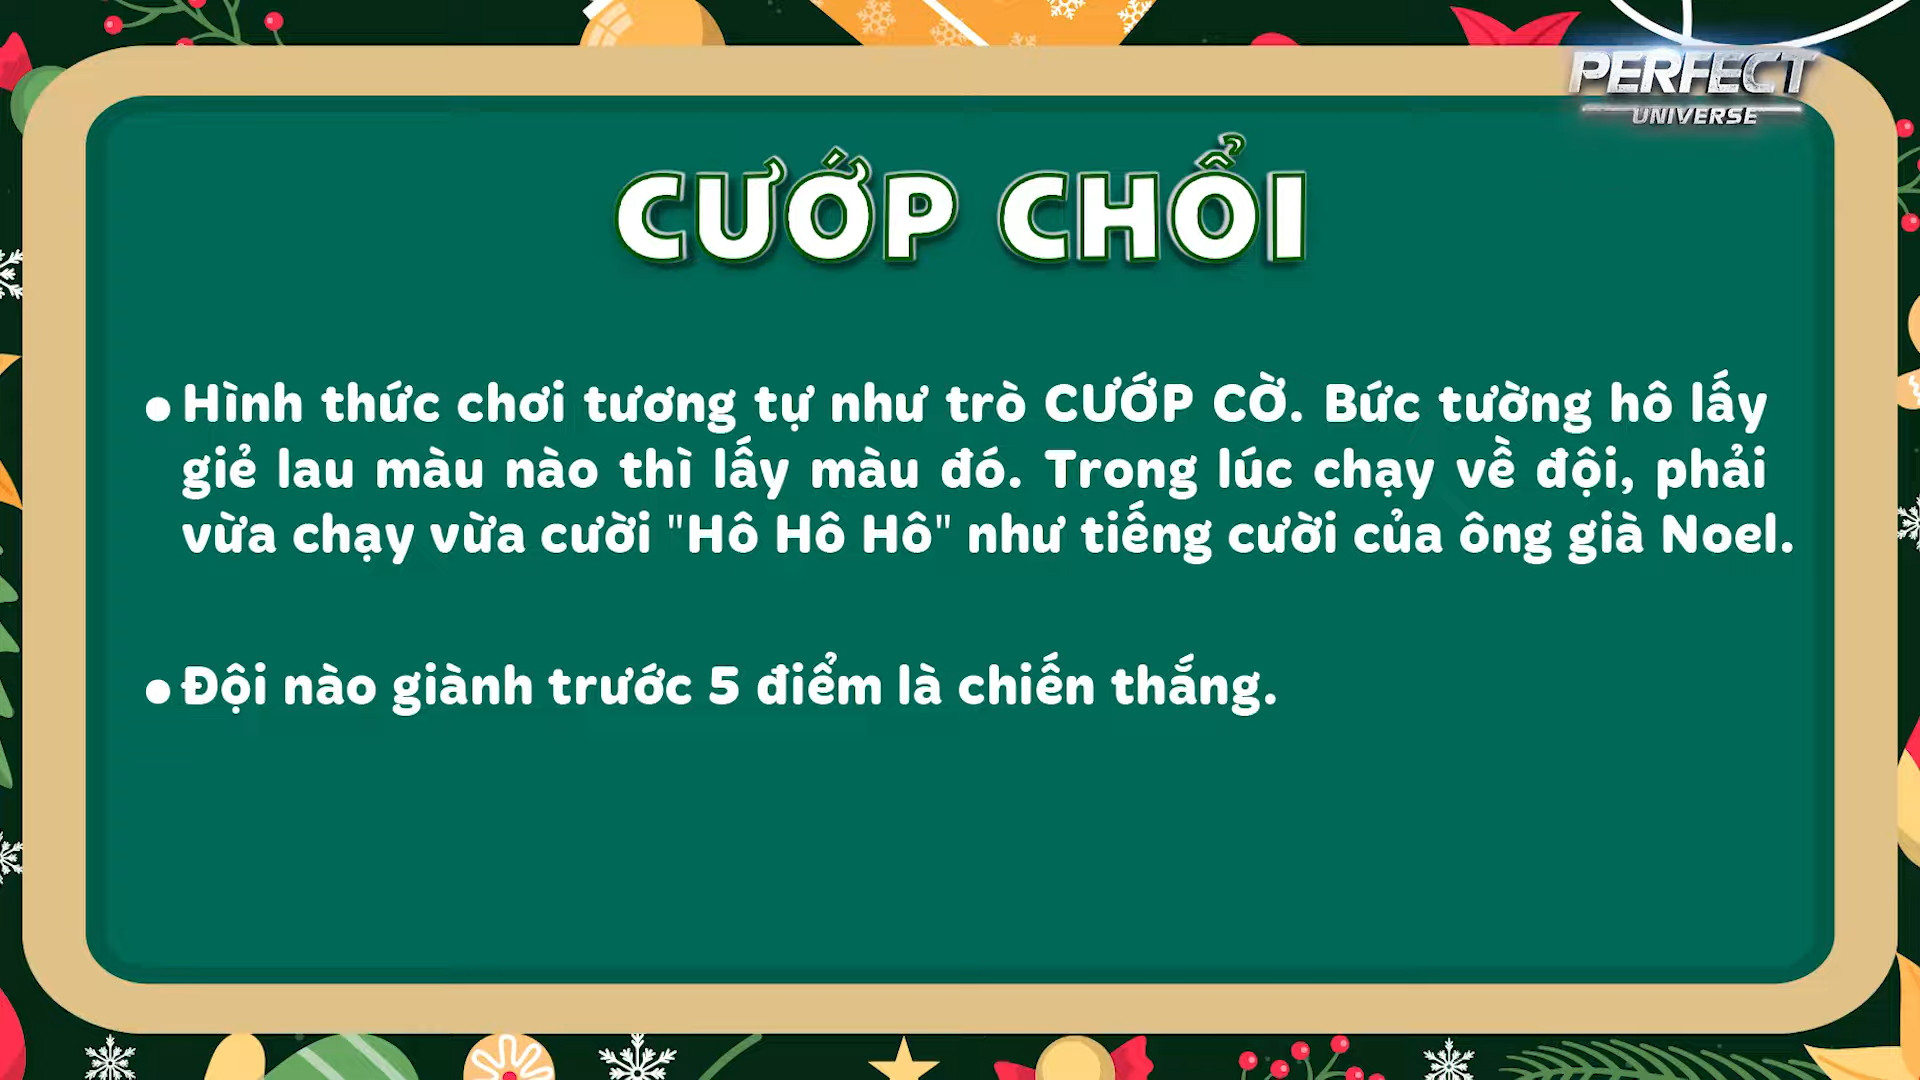 PERFECT
UNIVERSE
CƯỚP CHỔI
• Hình thức chơi tương tự như trò CƯỚP CỜ. Bức tường hô lấy
giẻ lau màu nào thì lấy màu đó. Trong lúc chạy về đội, phải
vừa chạy vừa cười "Hô Hô Hô" như tiếng cười của ông già Noel.
• Đội nào giành trước 5 điểm là chiến thắng.